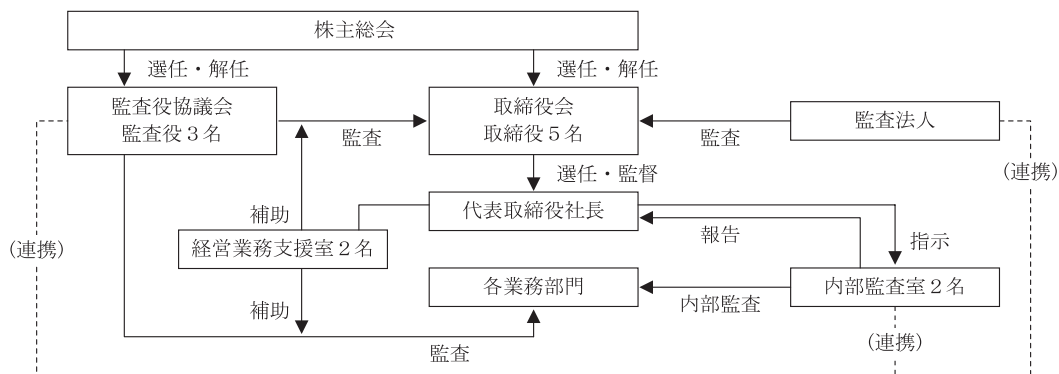 株主総会
選任・解任
選任・解任
監査役協議会
監査役３名
監査
取締役会
取締役５名
監査
監査法人
(連携)
選任・監督
代表取締役社長
補助
報告
指示
(連携)
経営業務支援室２名
各業務部門
内部監査
内部監査室２名
補助
監査
(連携)